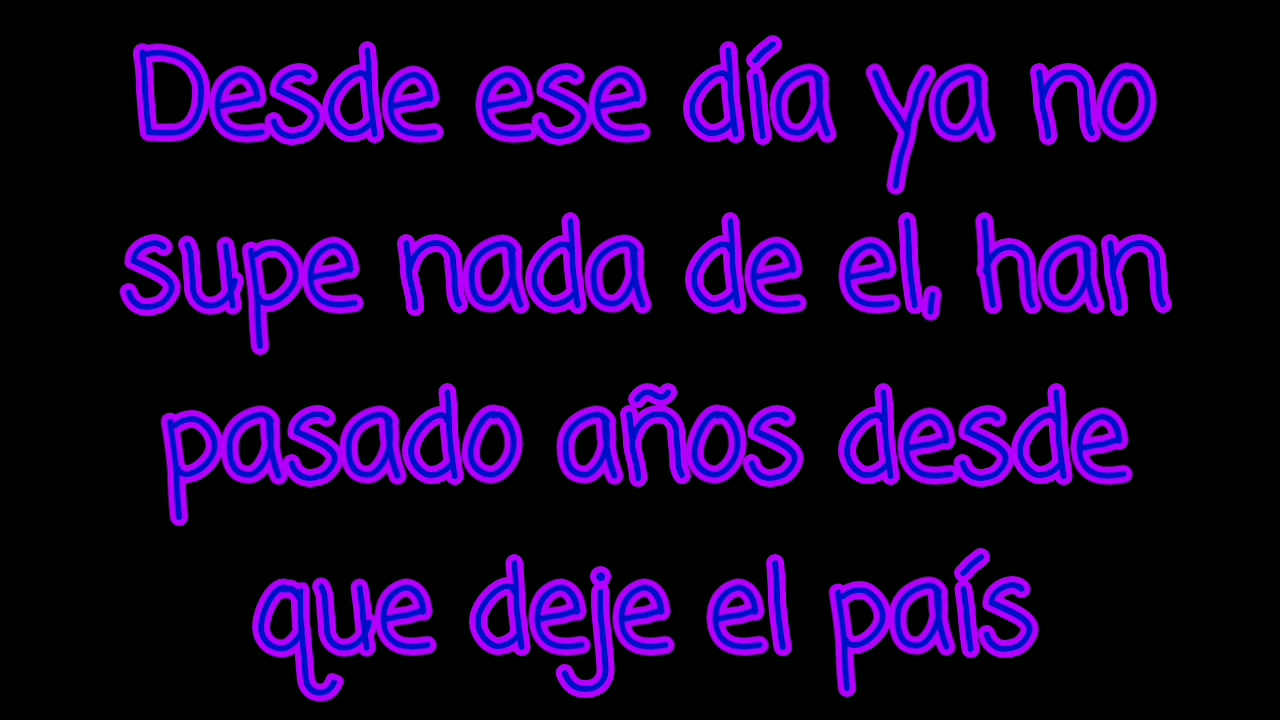 Desde ese día ya no
supe nada de el, han
pasado años desde
que deje el país